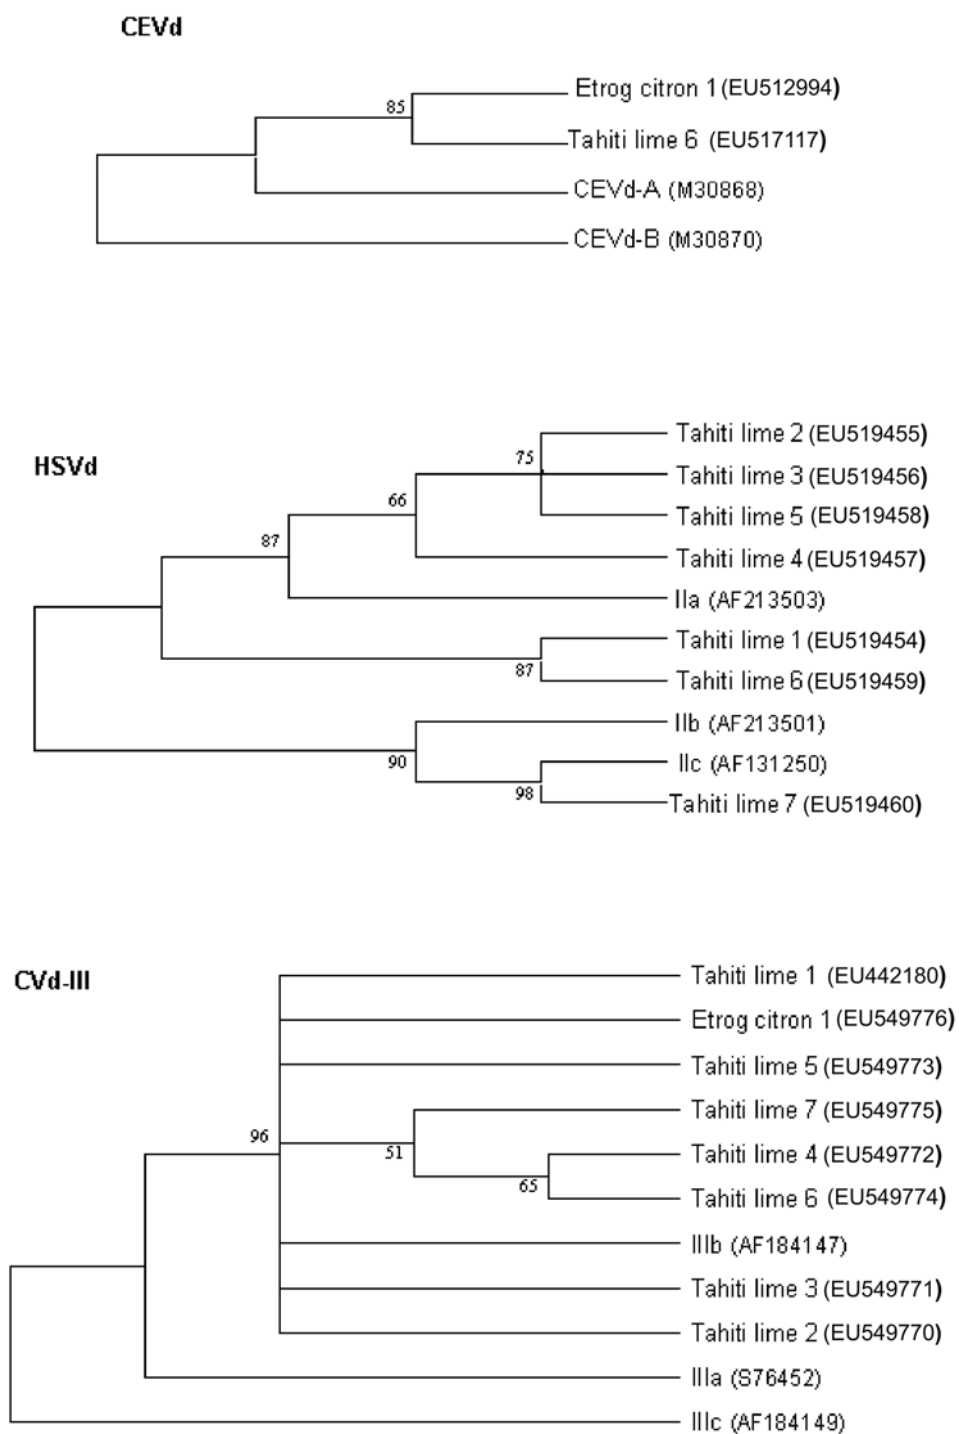 CEVd
Etrog citron 1 (EU512994)
85
Tahiti lime 6 (EU517117)
CEVd-A (M30868)
CEVd-B (M30870)
HSVd
Tahiti lime 2 (EU519455)
75
Tahiti lime 3 (EU519456)
66
Tahiti lime 5 (EU519458)
87
Tahiti lime 4 (EU519457)
IIa (AF213503)
Tahiti lime 1 (EU519454)
87
Tahiti lime 6 (EU519459)
IIb (AF213501)
90
IIc (AF131250)
98
Tahiti lime 7 (EU519460)
CVd-III
Tahiti lime 1 (EU442180)
Etrog citron 1 (EU549776)
Tahiti lime 5 (EU549773)
Tahiti lime 7 (EU549775)
96
51
Tahiti lime 4 (EU549772)
65
Tahiti lime 6 (EU549774)
IIIb (AF184147)
Tahiti lime 3 (EU549771)
Tahiti lime 2 (EU549770)
IIIa (S76452)
IIIc (AF184149)